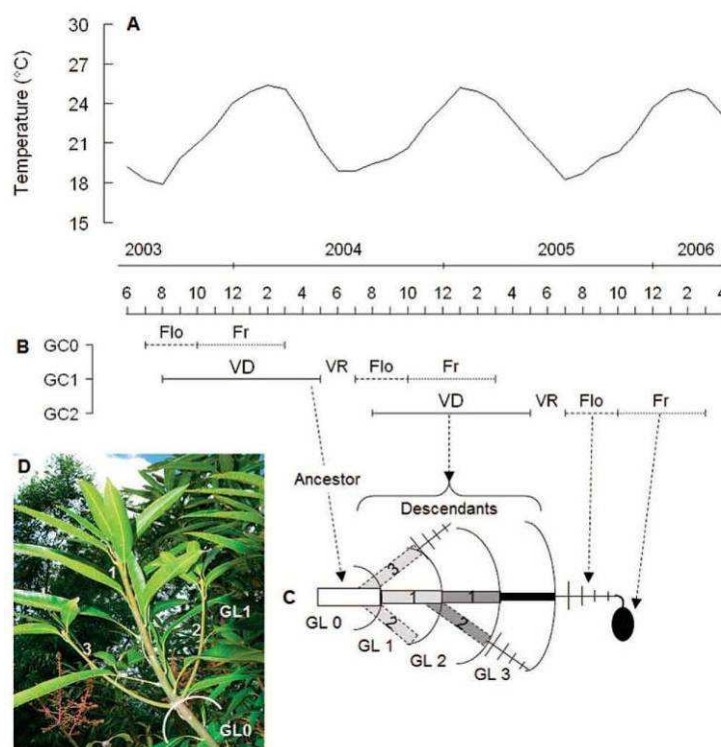 A
Temperature (°C)
30
27
24
21
18
15
2003 2004 2005 2006
6 8 10 12 2 4 6 8 10 12 2 4 6 8 10 12 2 4
B
GC0 Flo Fr
GC1 VD VR Flo Fr
GC2 VD VR Flo Fr
D
1
2
3
GL1
GL0
Ancestor
Descendants
C
3
1 1
2 2
GL 0
GL 1
GL 2
GL 3